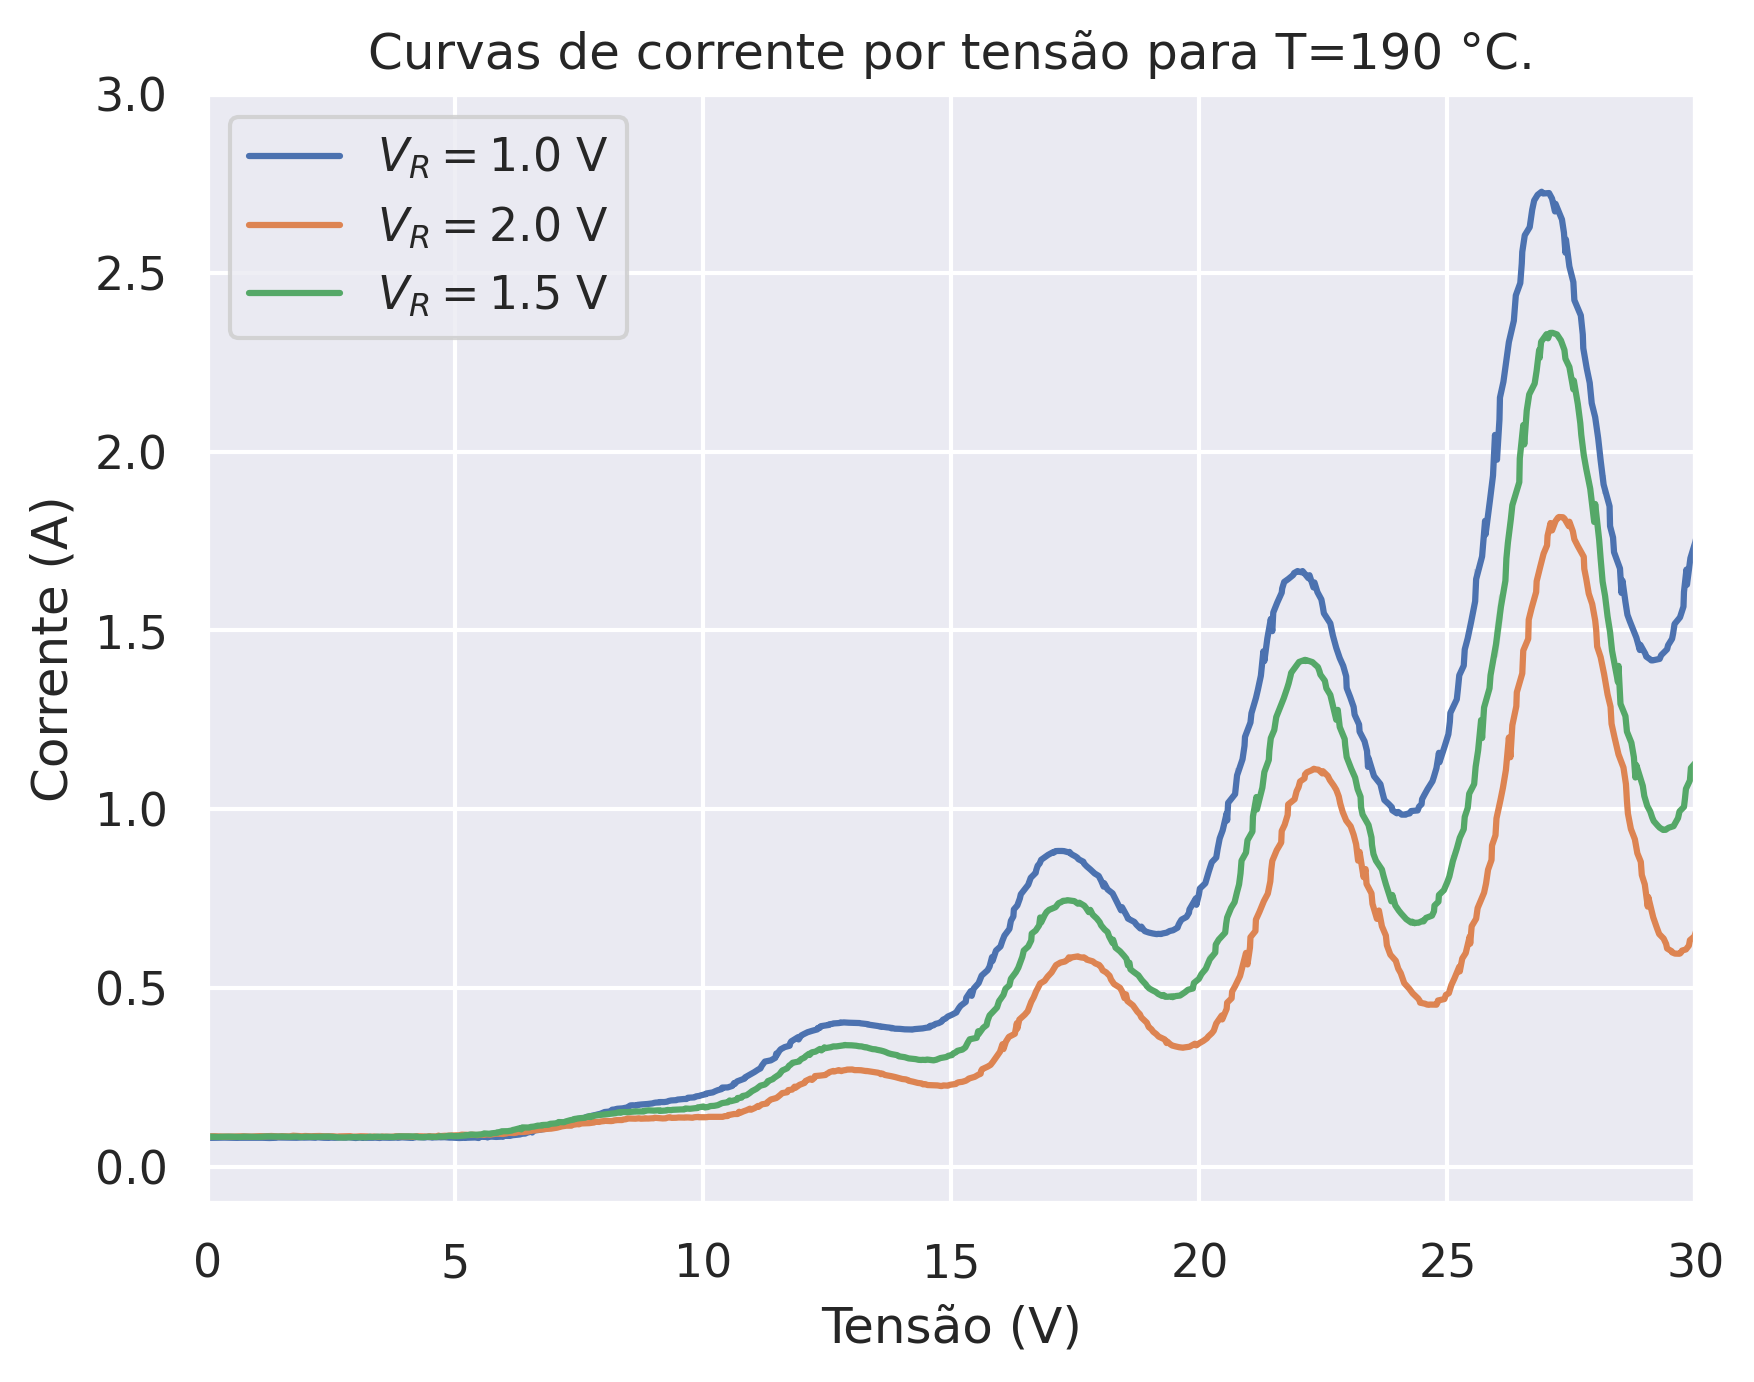 Curvas de corrente por tensão para T=190 °C.
3.0
2.5
2.0
1.5
1.0
0.5
0.0
Corrente (A)
V_R = 1.0 V
V_R = 2.0 V
V_R = 1.5 V
0 5 10 15 20 25 30
Tensão (V)